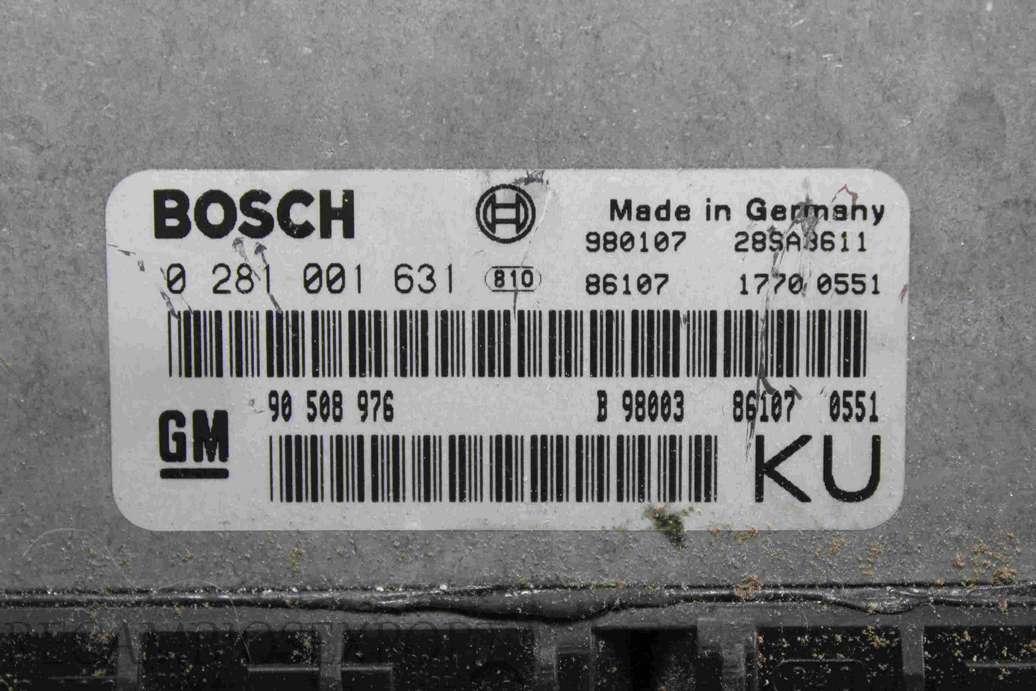 BOSCH
Made in Germany
980107 28SA3611
0 281 001 631 810 86107 1770 0551
90 508 976 B 98003 86107 0551
GM
KU